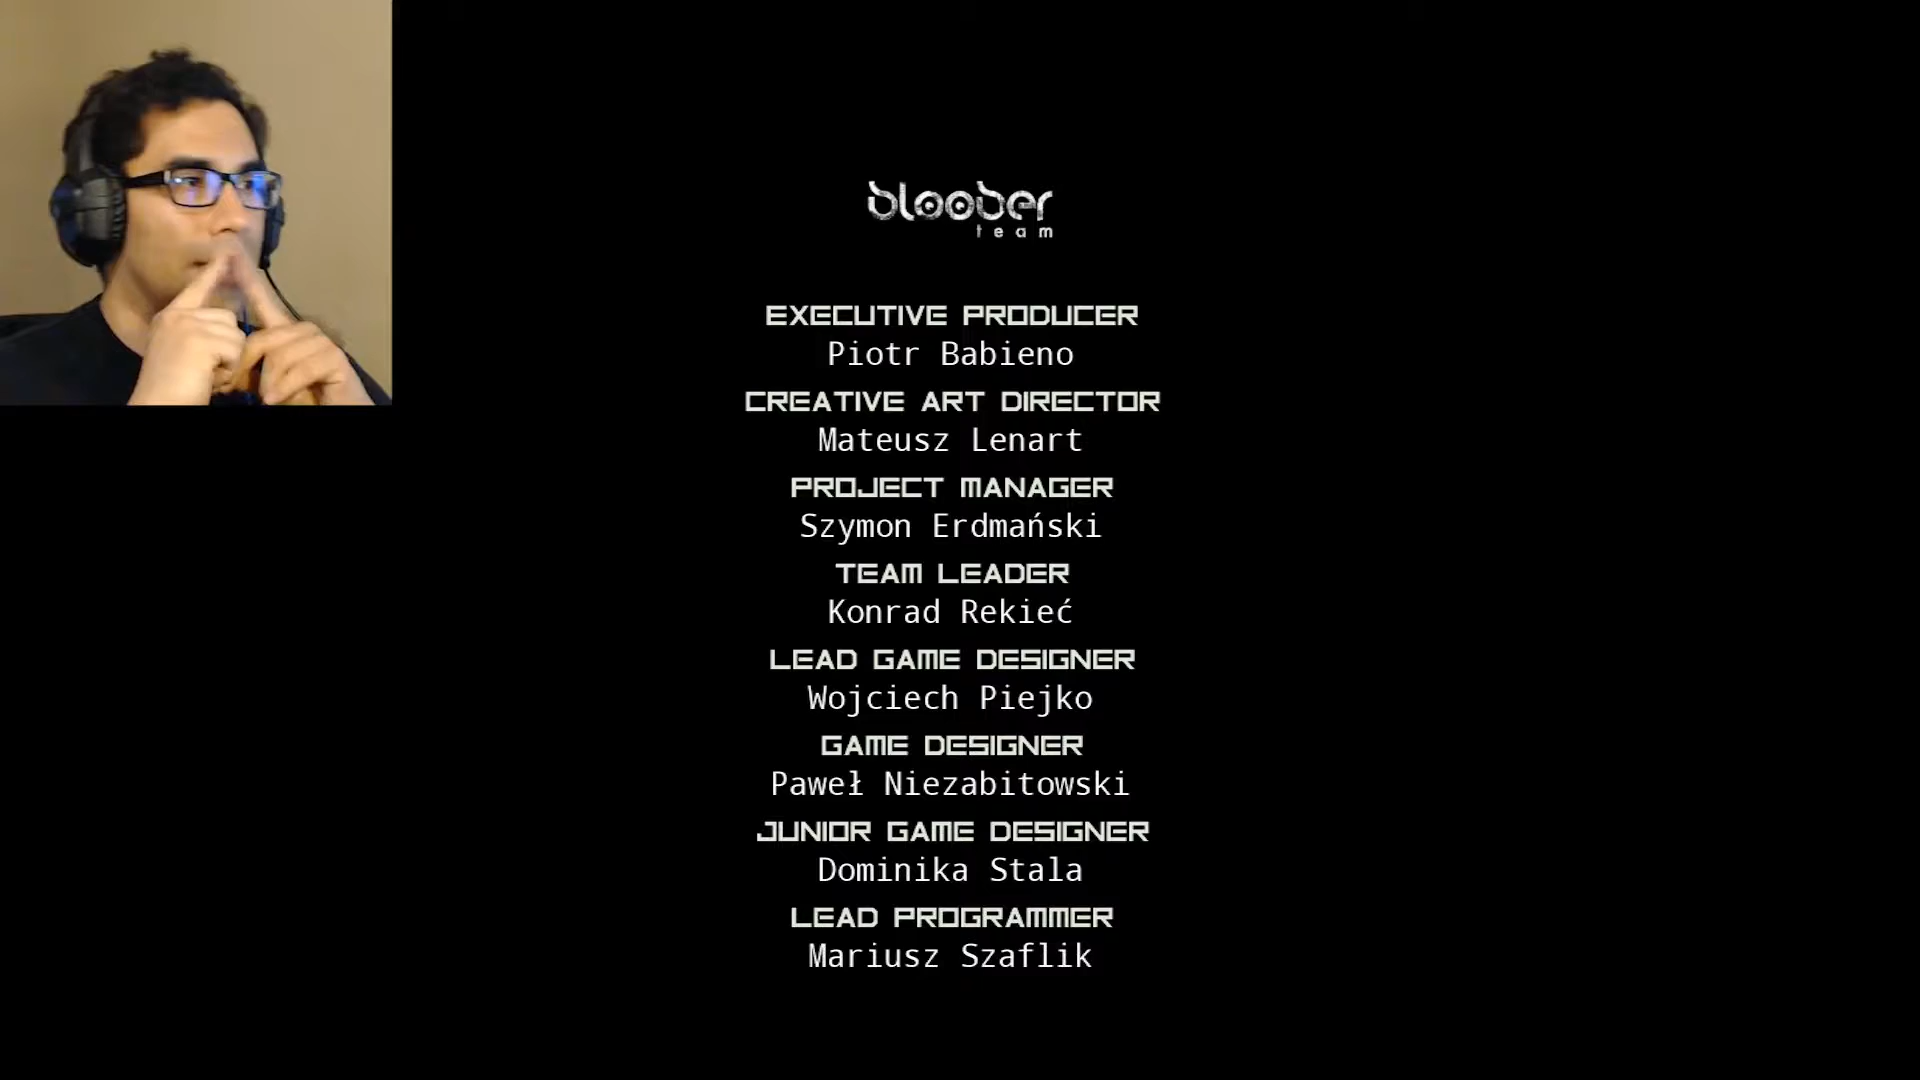 bloober
team
EXECUTIVE PRODUCER
Piotr Babieno
CREATIVE ART DIRECTOR
Mateusz Lenart
PROJECT MANAGER
Szymon Erdmański
TEAM LEADER
Konrad Rekieć
LEAD GAME DESIGNER
Wojciech Piejko
GAME DESIGNER
Paweł Niezabitowski
JUNIOR GAME DESIGNER
Dominika Stala
LEAD PROGRAMMER
Mariusz Szaflik